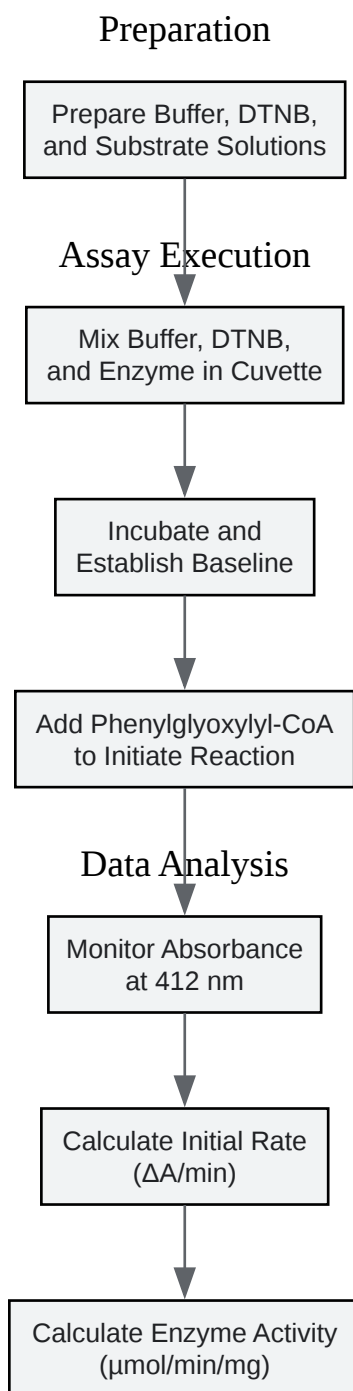 Preparation
Prepare Buffer, DTNB,
and Substrate Solutions
Assay Execution
Mix Buffer, DTNB,
and Enzyme in Cuvette
Incubate and
Establish Baseline
Add Phenylglyoxylyl-CoA
to Initiate Reaction
Data Analysis
Monitor Absorbance
at 412 nm
Calculate Initial Rate
(ΔA/min)
Calculate Enzyme Activity
(µmol/min/mg)